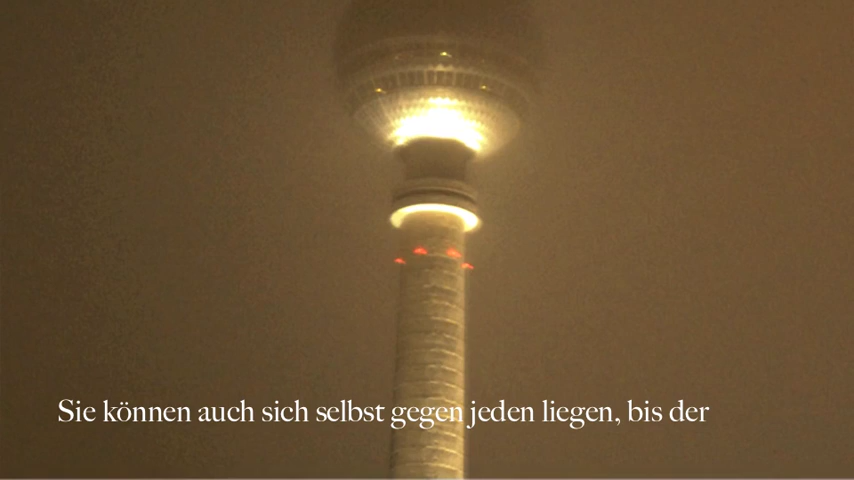 Sie können auch sich selbst gegen jeden liegen, bis der